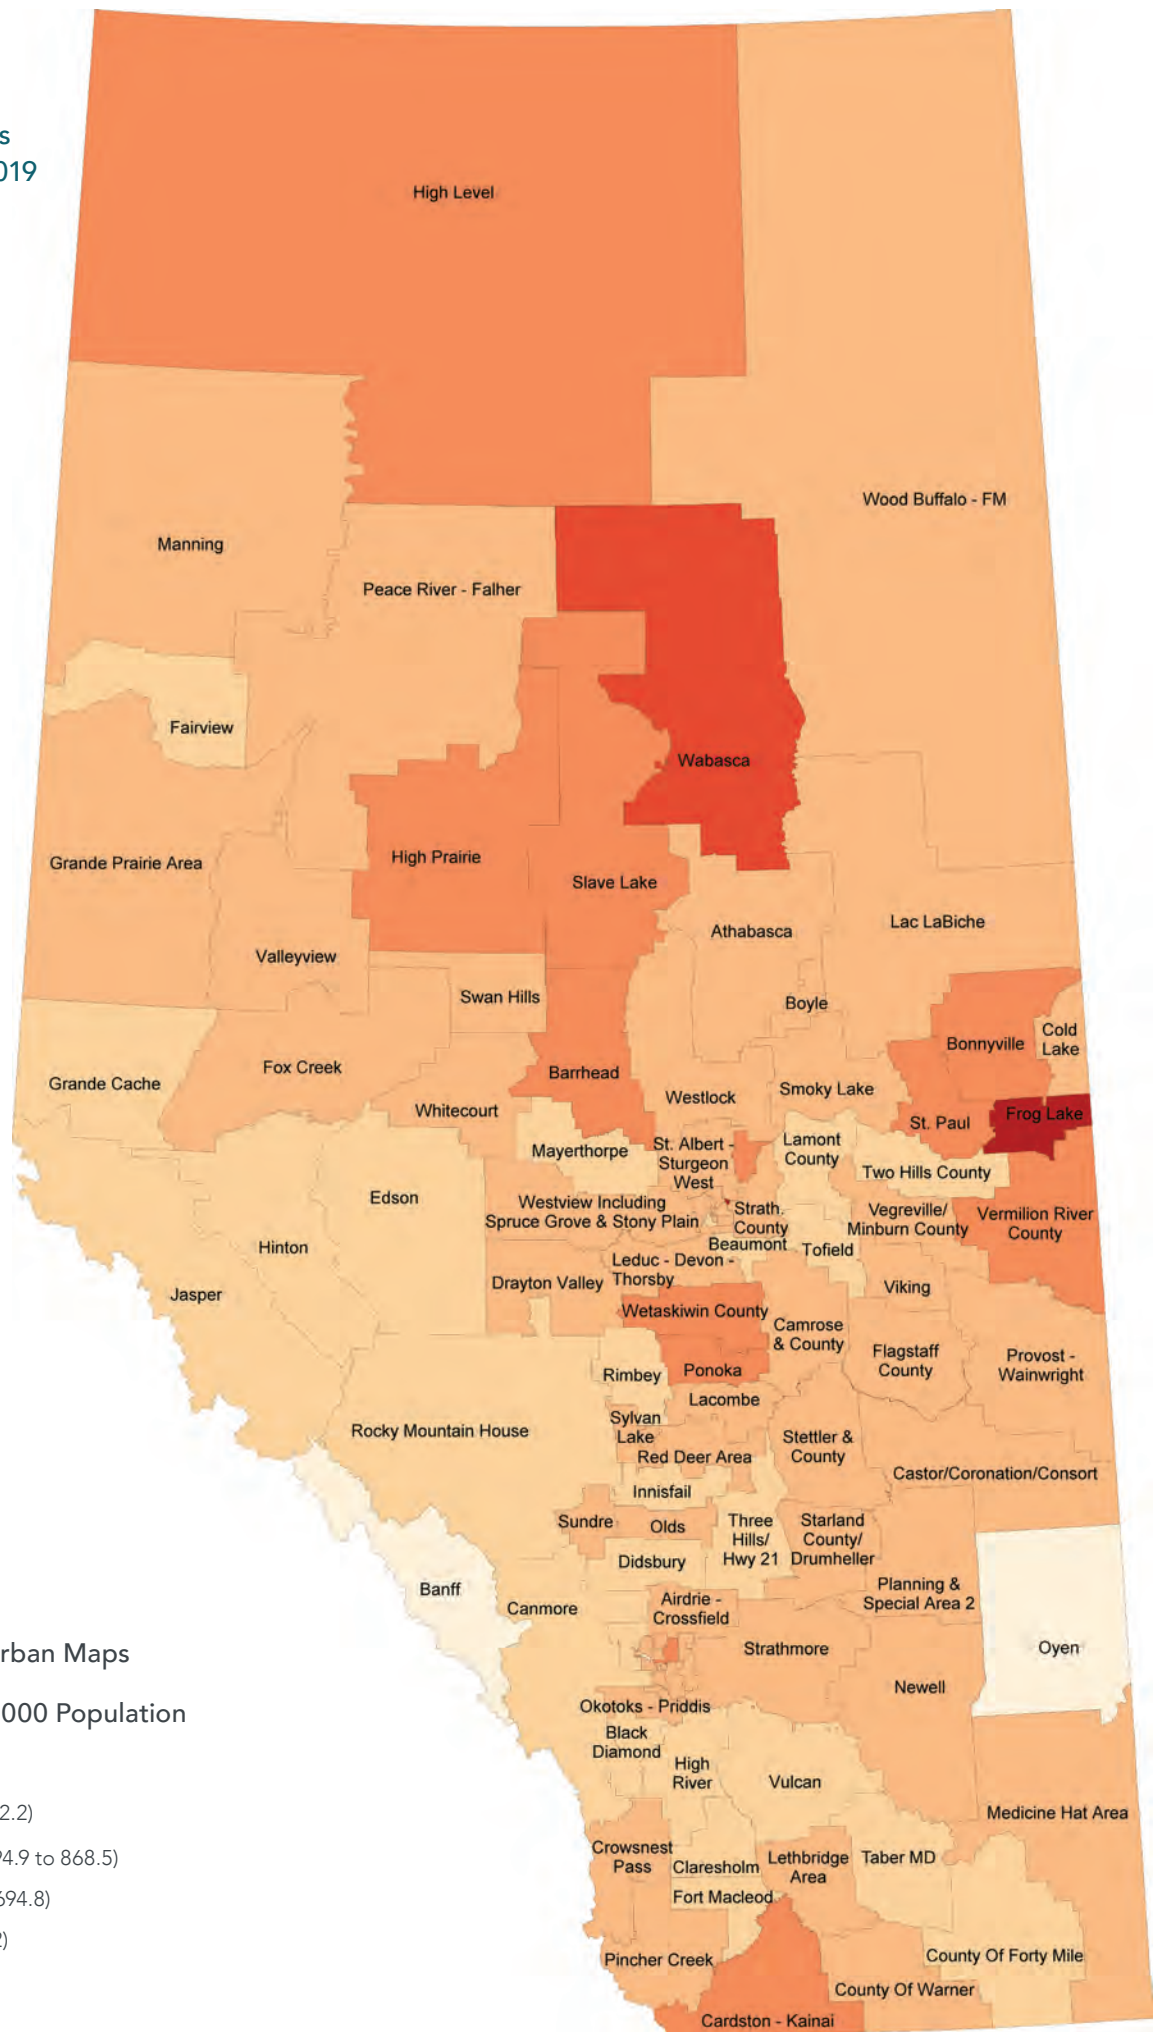 s
019
High Level
Wood Buffalo - FM
Manning
Peace River - Falher
Fairview
Wabasca
Grande Prairie Area
High Prairie
Slave Lake
Athabasca
Lac LaBiche
Valleyview
Swan Hills
Boyle
Fox Creek
Barrhead
Bonnyville
Cold
Lake
Grande Cache
Whitecourt
Westlock
Smoky Lake
Frog Lake
St. Paul
Mayerthorpe
St. Albert -
Sturgeon
West
Lamont
County
Two Hills County
Edson
Westview Including
Spruce Grove & Stony Plain
Strath.
County
Vegreville/
Minburn County
Vermilion River
County
Hinton
Beaumont
Tofield
Jasper
Drayton Valley
Leduc - Devon -
Thorsby
Viking
Wetaskiwin County
Camrose
& County
Flagstaff
County
Provost -
Wainwright
Rimbey
Ponoka
Lacombe
Rocky Mountain House
Sylvan
Lake
Red Deer Area
Stettler &
County
Castor/Coronation/Consort
Innisfail
Sundre
Olds
Three
Hills/
Hwy 21
Starland
County/
Drumheller
Didsbury
Banff
Canmore
Airdrie -
Crossfield
Planning &
Special Area 2
Strathmore
Oyen
Newell
rban Maps
000 Population
Okotoks - Priddis
Black
Diamond
High
River
Vulcan
Medicine Hat Area
2.2)
94.9 to 868.5)
694.8)
2)
Crowsnest
Pass
Claresholm
Lethbridge
Area
Taber MD
Fort Macleod
Pincher Creek
County Of Forty Mile
County Of Warner
Cardston - Kainai